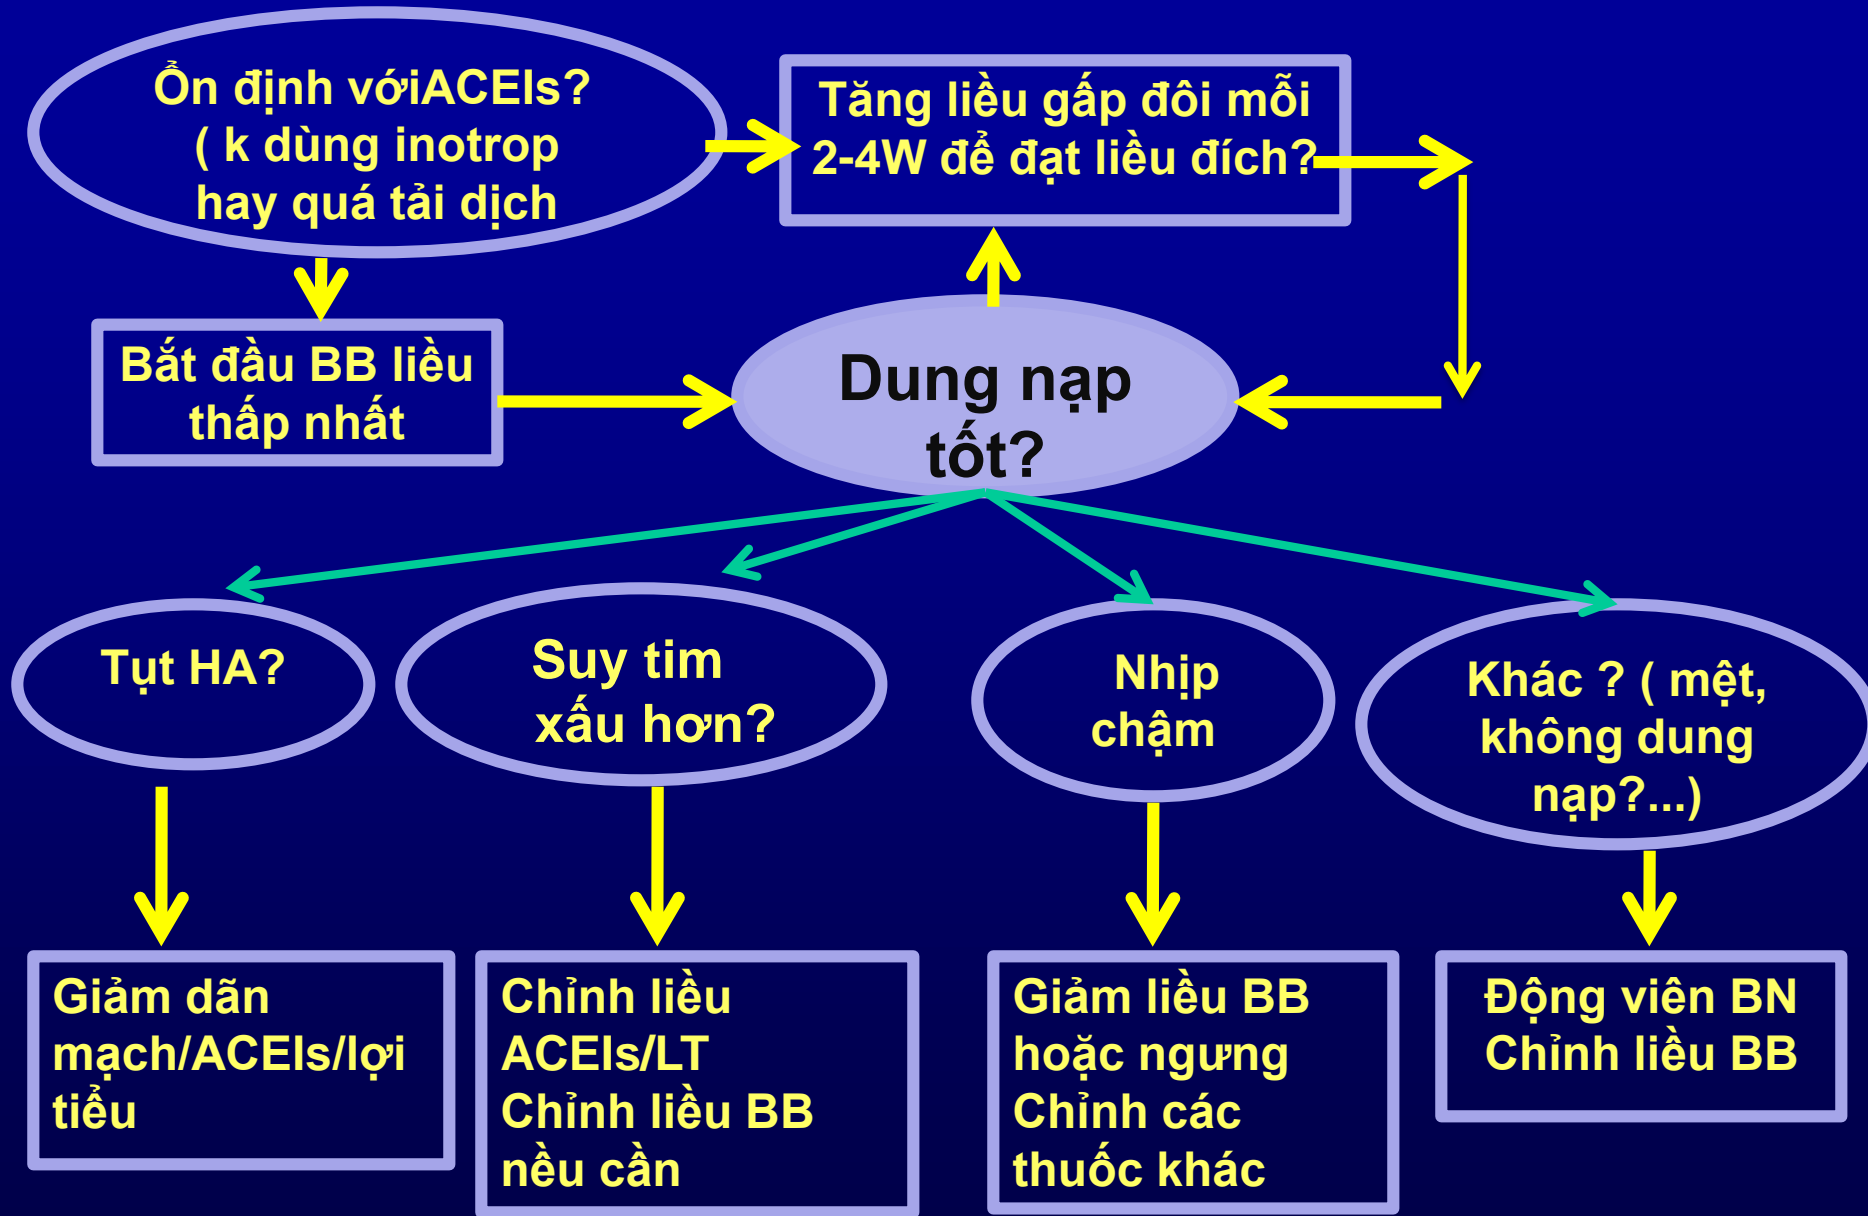 Ổn định vớiACEIs?
( k dùng inotrop
hay quá tải dịch
Tăng liều gấp đôi mỗi
2-4W để đạt liều đích?
Bắt đầu BB liều
thấp nhất
Dung nạp
tốt?
Tụt HA?
Suy tim
xấu hơn?
Nhịp
chậm
Khác ? ( mệt,
không dung
nạp?...)
Giảm dãn
mạch/ACEIs/lợi
tiểu
Chỉnh liều
ACEIs/LT
Chỉnh liều BB
nều cần
Giảm liều BB
hoặc ngưng
Chỉnh các
thuốc khác
Động viên BN
Chỉnh liều BB